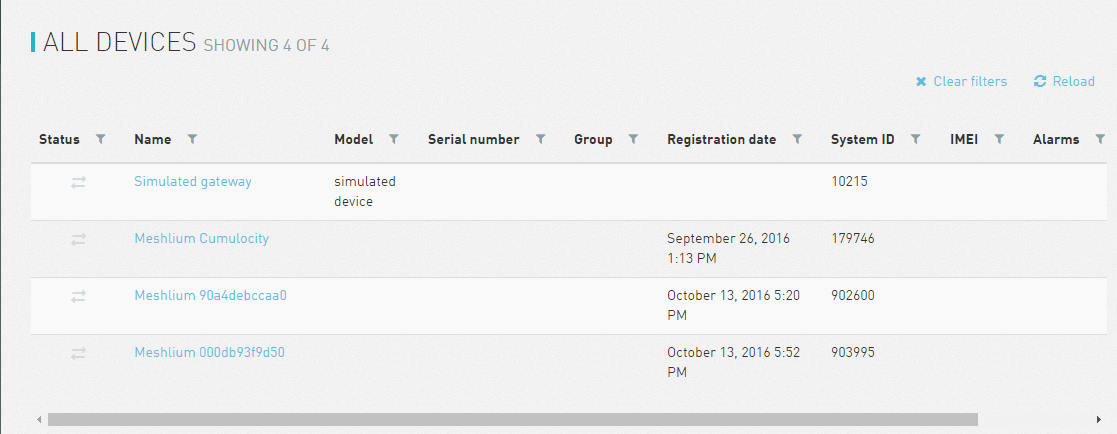 ALL DEVICES SHOWING 4 OF 4
Clear filters Reload
Status Name Model Serial number Group Registration date System ID IMEI Alarms
Simulated gateway simulated device 10215
Meshlium Cumulocity September 26, 2016 1:13 PM 179746
Meshlium 90a4debccaa0 October 13, 2016 5:20 PM 902600
Meshlium 000db93f9d50 October 13, 2016 5:52 PM 903995